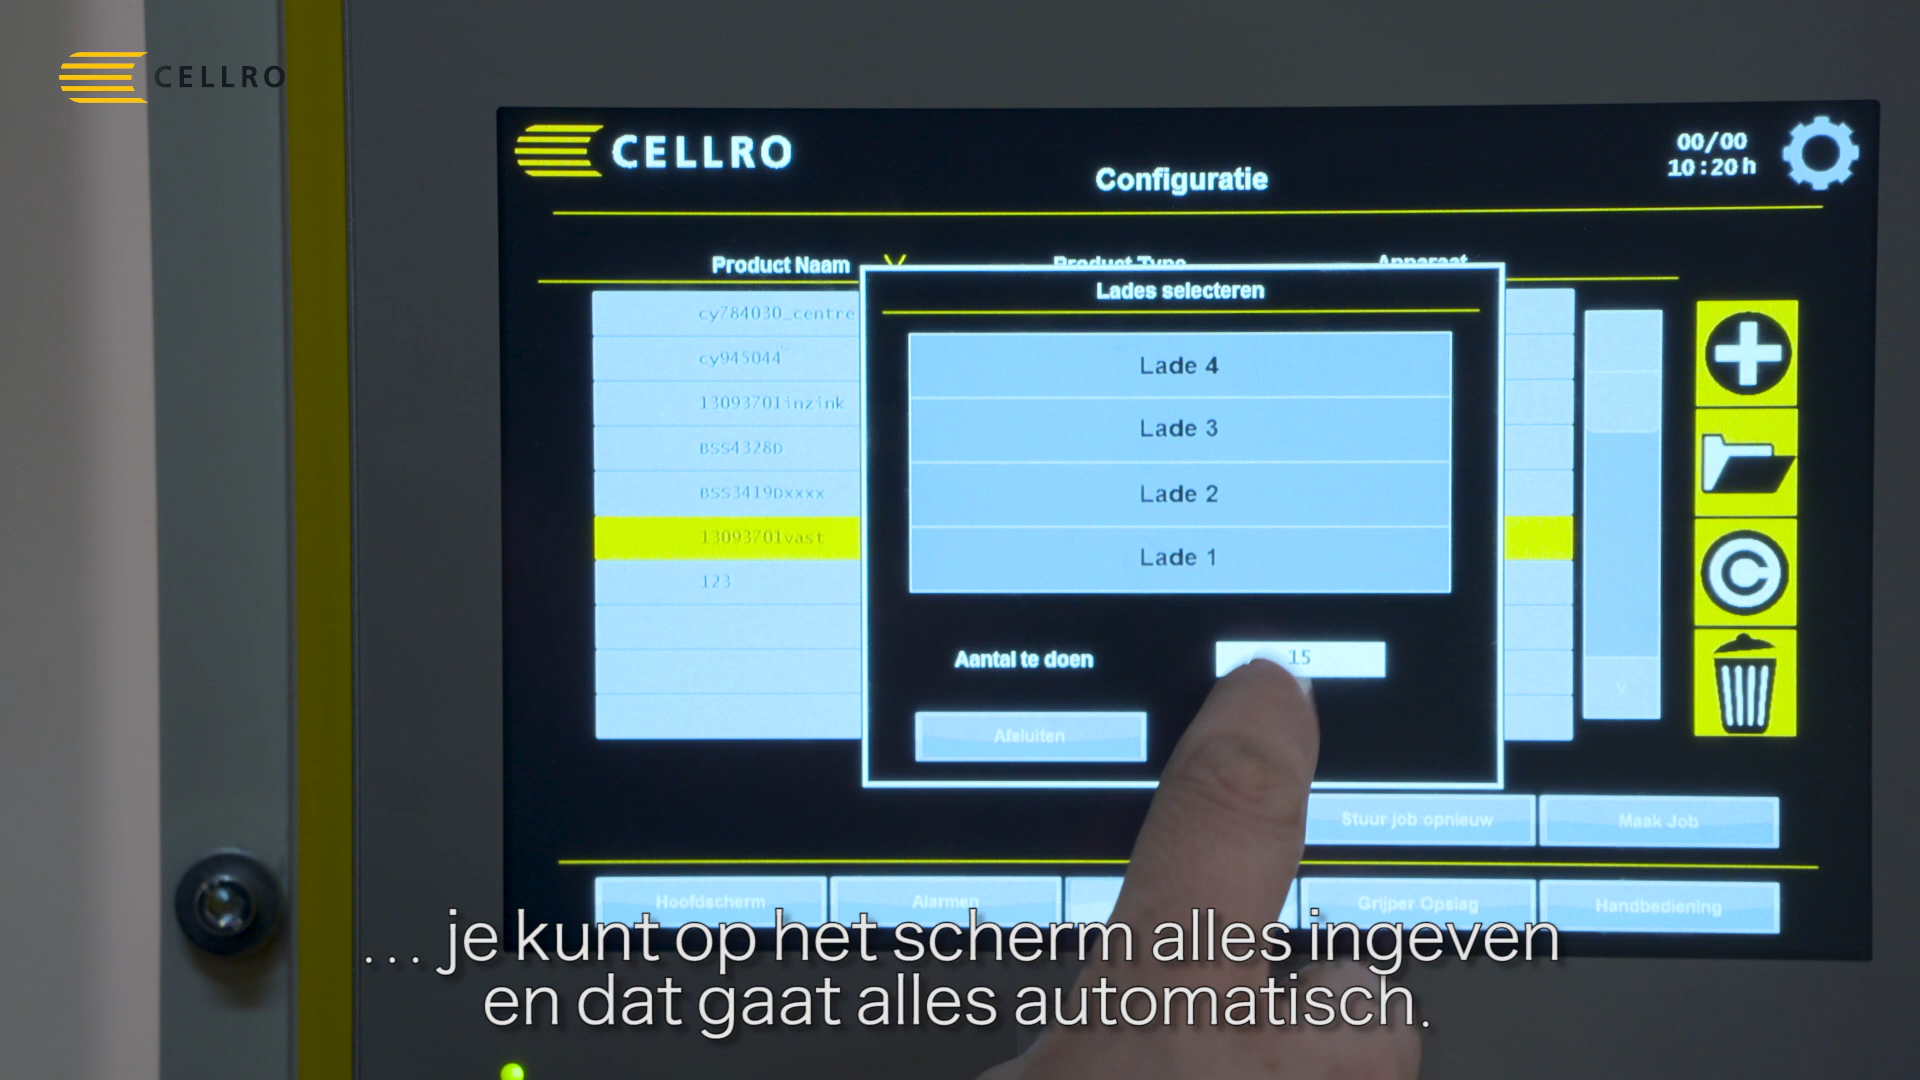 CELLRO
CELLRO
Configuratie
00/00
10:20 h
Product Naam
Product Type
Apparaat
Lades selecteren
cy784030_centre
cy945044
13093701inzink
BSS4328D
BSS3419Dxxxx
13093701vast
123
Lade 4
Lade 3
Lade 2
Lade 1
Aantal te doen
15
Afsluiten
V
Stuur job opnieuw
Maak Job
Hoofdscherm
Alarmen
Grijper Opslag
Handbediening
... je kunt op het scherm alles ingeven
en dat gaat alles automatisch.